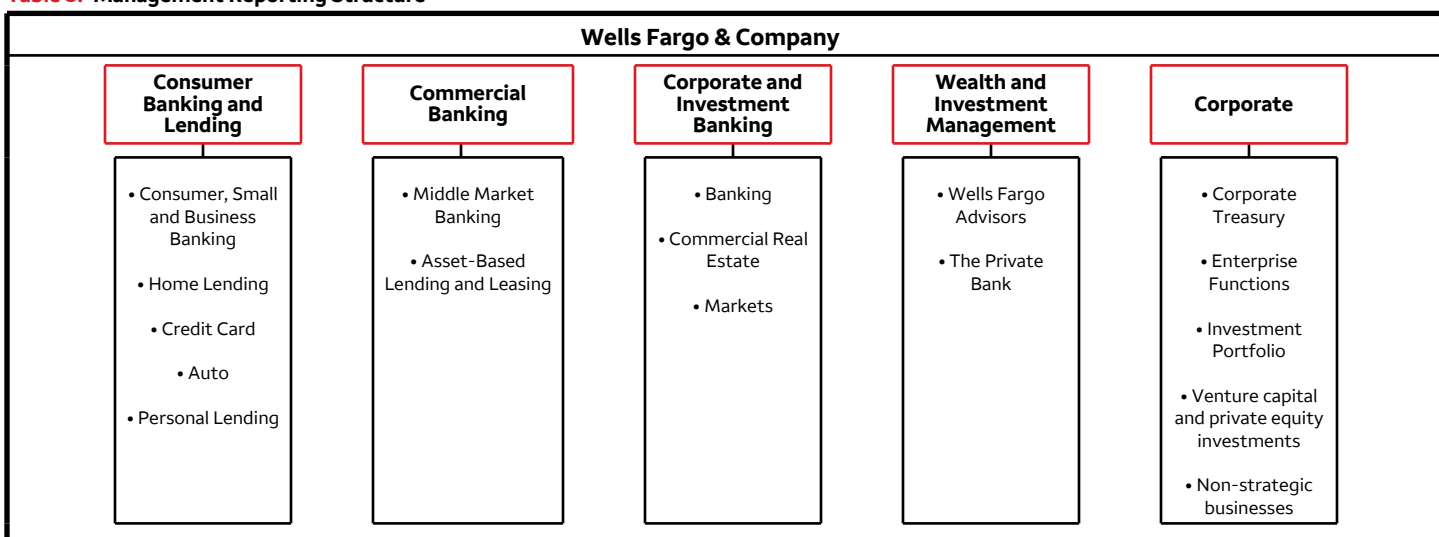 Table 5: Management Reporting Structure
Wells Fargo & Company
Consumer
Banking and
Lending
• Consumer, Small
and Business
Banking
• Home Lending
• Credit Card
• Auto
• Personal Lending
Commercial
Banking
• Middle Market
Banking
• Asset-Based
Lending and Leasing
Corporate and
Investment
Banking
• Banking
• Commercial Real
Estate
• Markets
Wealth and
Investment
Management
• Wells Fargo
Advisors
• The Private
Bank
Corporate
• Corporate
Treasury
• Enterprise
Functions
• Investment
Portfolio
• Venture capital
and private equity
investments
• Non-strategic
businesses